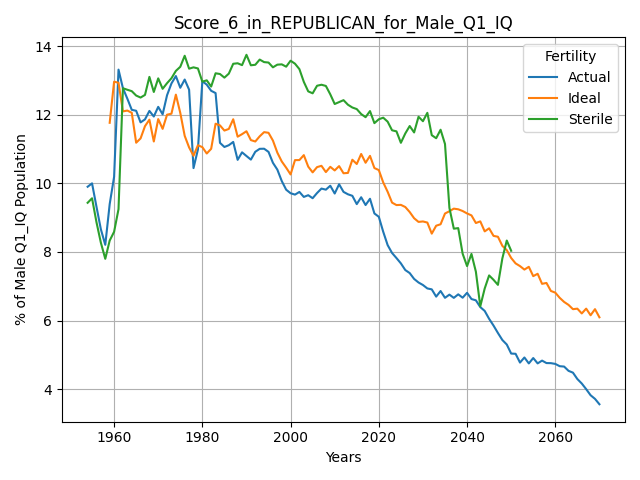 Score_6_in_REPUBLICAN_for_Male_Q1_IQ
Fertility
Actual
Ideal
Sterile
% of Male Q1_IQ Population
14
12
10
8
6
4
1960 1980 2000 2020 2040 2060
Years